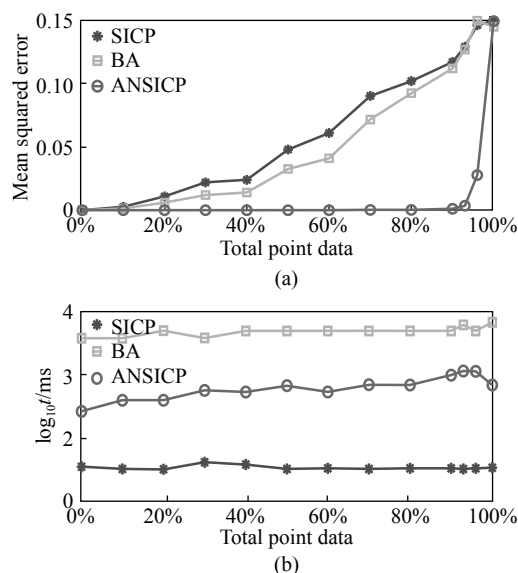 (a)
0.15
0.10
0.05
0
Mean squared error
SICP
BA
ANSICP
0% 20% 40% 60% 80% 100%
Total point data
(a)
4
3
2
0
log₁₀t/ms
SICP
BA
ANSICP
0% 20% 40% 60% 80% 100%
Total point data
(b)